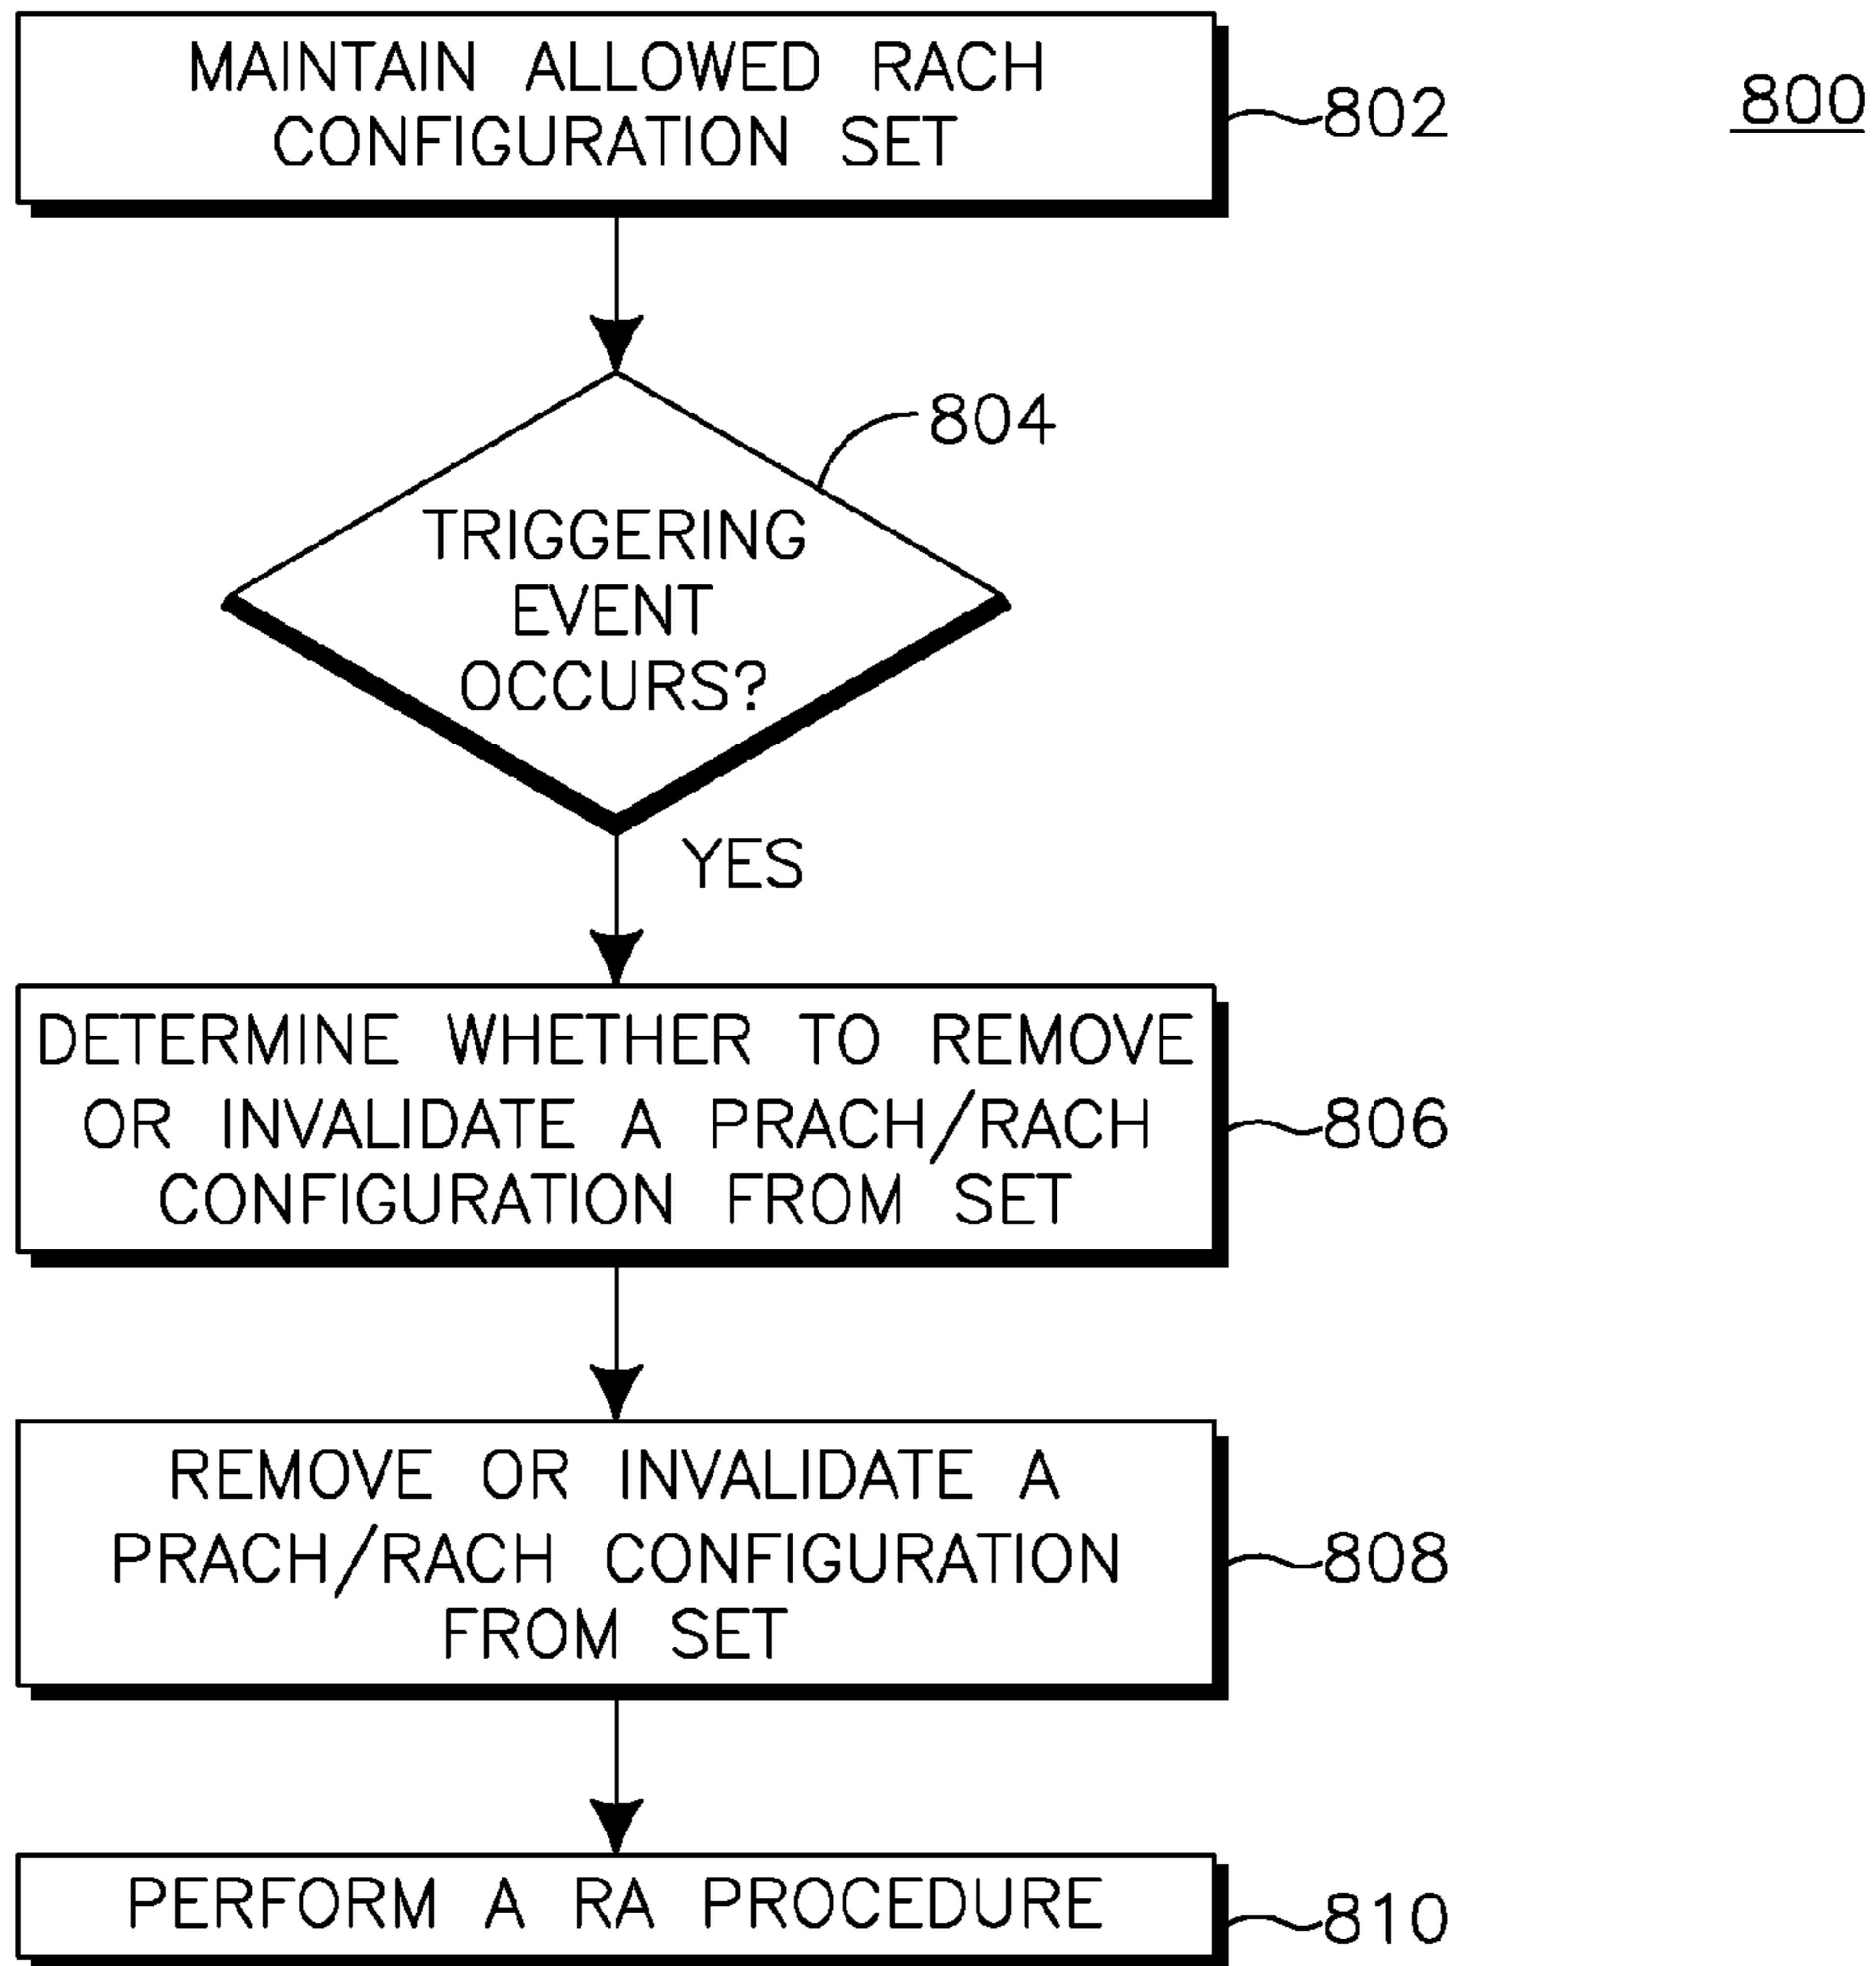 MAINTAIN ALLOWED RACH
CONFIGURATION SET
802
800
804
TRIGGERING
EVENT
OCCURS?
YES
DETERMINE WHETHER TO REMOVE
OR INVALIDATE A PRACH/RACH
CONFIGURATION FROM SET
806
REMOVE OR INVALIDATE A
PRACH/RACH CONFIGURATION
FROM SET
808
PERFORM A RA PROCEDURE
810